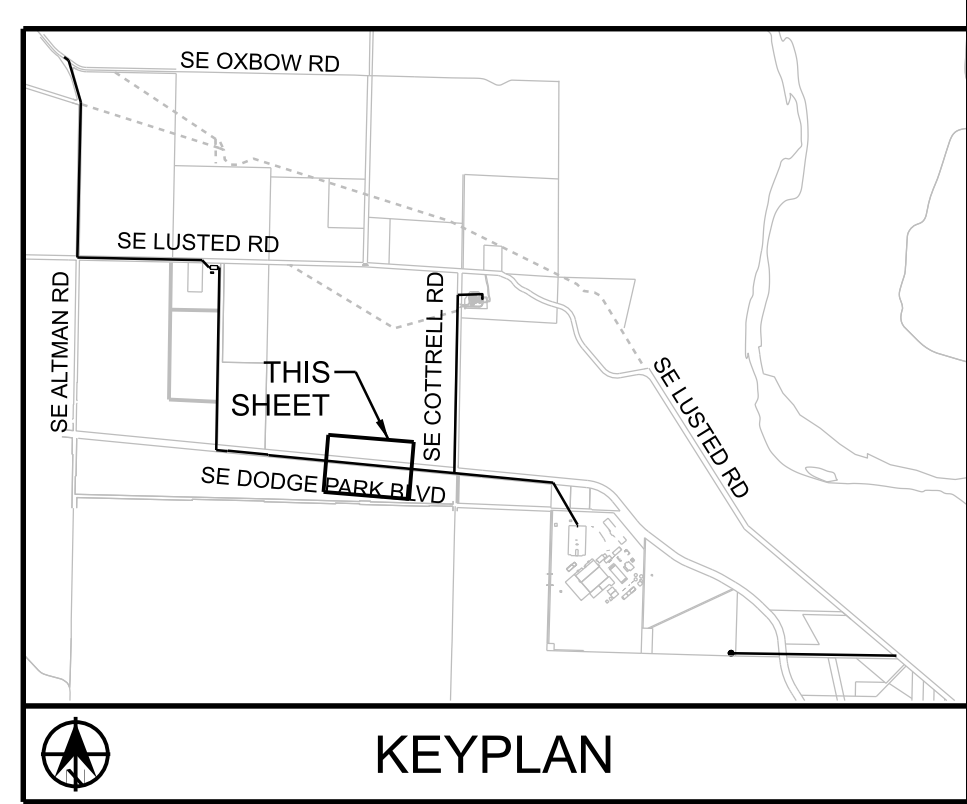 SE OXBOW RD
SE LUSTED RD
SE ALTMAN RD
THIS
SHEET
SE COTTRELL RD
SE LUSTED RD
SE DODGE PARK BLVD
N
KEYPLAN